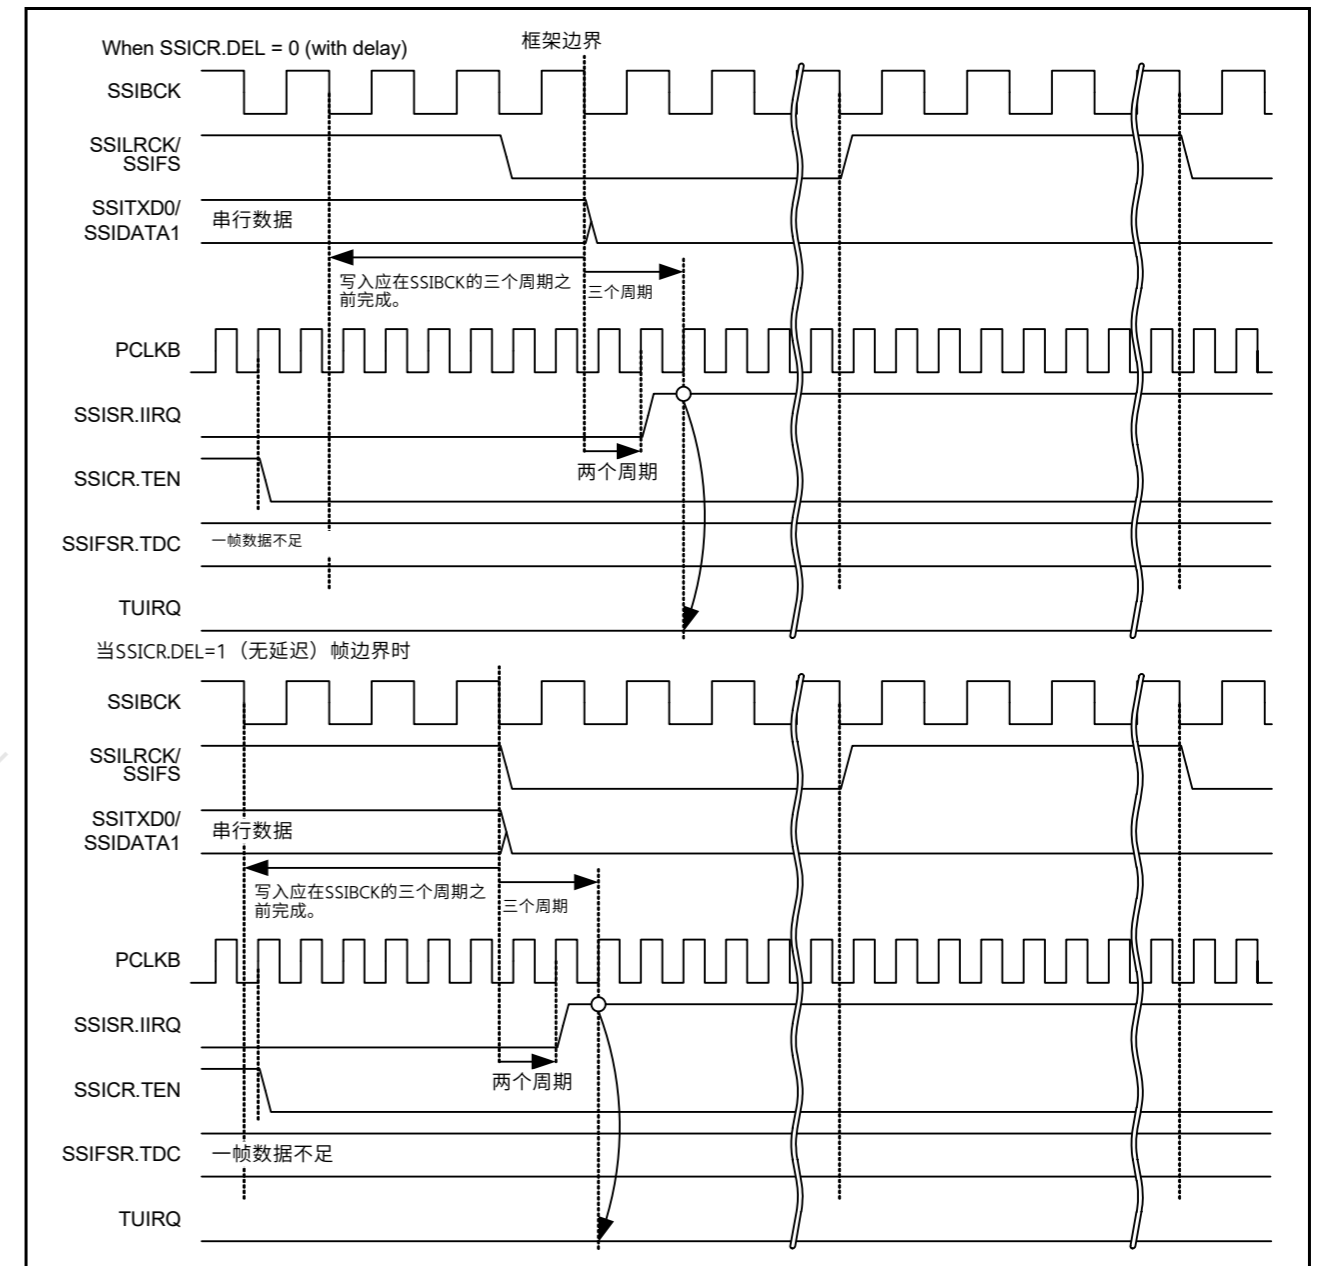 When SSICR.DEL = 0 (with delay)
框架边界
SSIBCK
SSILRCK/
SSIFS
SSITXD0/
SSIDATA1
串行数据
写入应在SSIBCK的三个周期之
前完成。
三个周期
PCLKB
SSISR.IIRQ
两个周期
SSICR.TEN
SSIFSR.TDC
一帧数据不足
TUIRQ
当SSICR.DEL=1（无延迟）帧边界时
SSIBCK
SSILRCK/
SSIFS
SSITXD0/
SSIDATA1
串行数据
写入应在SSIBCK的三个周期之
前完成。
三个周期
PCLKB
SSISR.IIRQ
两个周期
SSICR.TEN
SSIFSR.TDC
一帧数据不足
TUIRQ